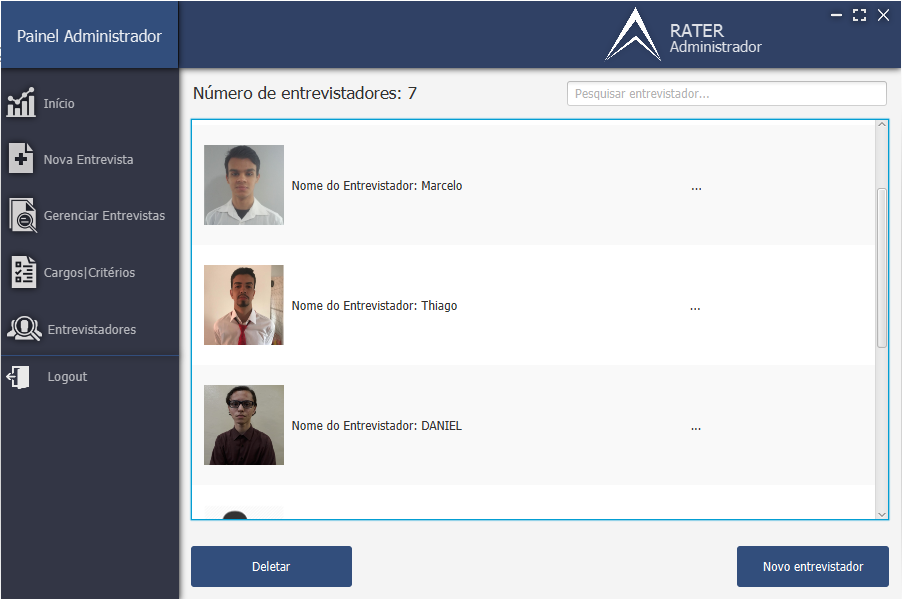 Painel Administrador
RATER
Administrador
Início
Nova Entrevista
Gerenciar Entrevistas
Cargos|Critérios
Entrevistadores
Logout
Número de entrevistadores: 7
Pesquisar entrevistador...
Nome do Entrevistador: Marcelo ...
Nome do Entrevistador: Thiago ...
Nome do Entrevistador: DANIEL ...
Deletar
Novo entrevistador